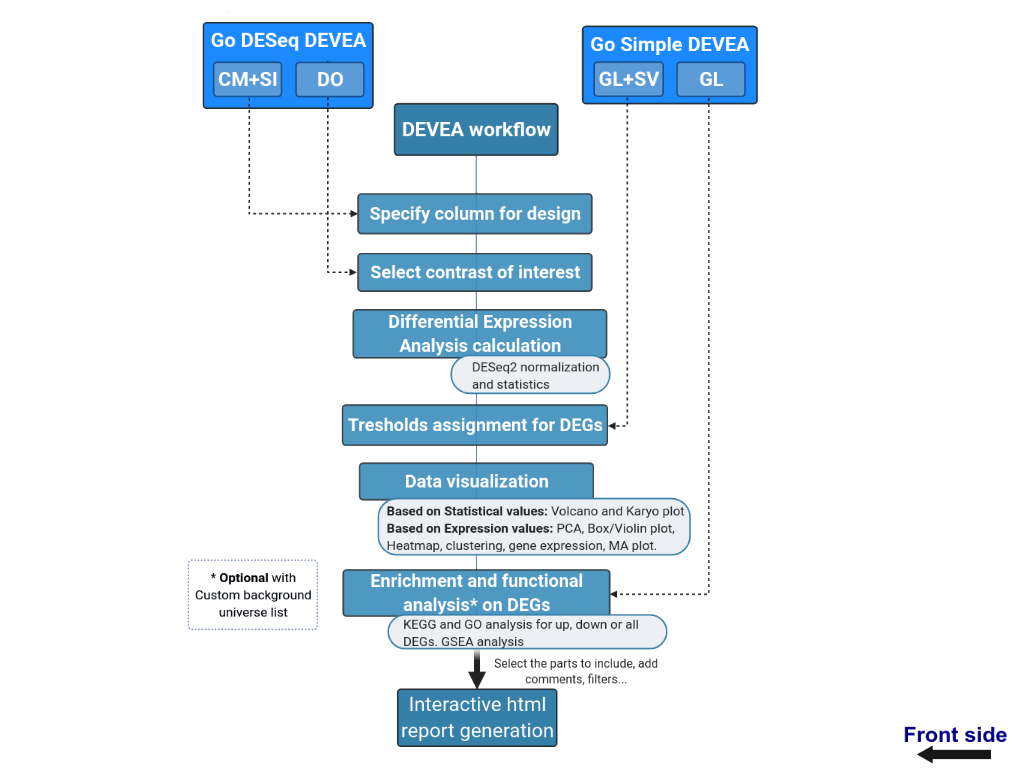 Go DESeq DEVEA
CM+SI
DO
Go Simple DEVEA
GL+SV
GL
DEVEA workflow
Specify column for design
Select contrast of interest
Differential Expression
Analysis calculation
DESeq2 normalization
and statistics
Tresholds assignment for DEGs
Data visualization
Based on Statistical values: Volcano and Karyo plot
Based on Expression values: PCA, Box/Violin plot,
Heatmap, clustering, gene expression, MA plot.
* Optional with
Custom background
universe list
Enrichment and functional
analysis* on DEGs
KEGG and GO analysis for up, down or all
DEGs. GSEA analysis
Select the parts to include, add
comments, filters...
Interactive html
report generation
Front side